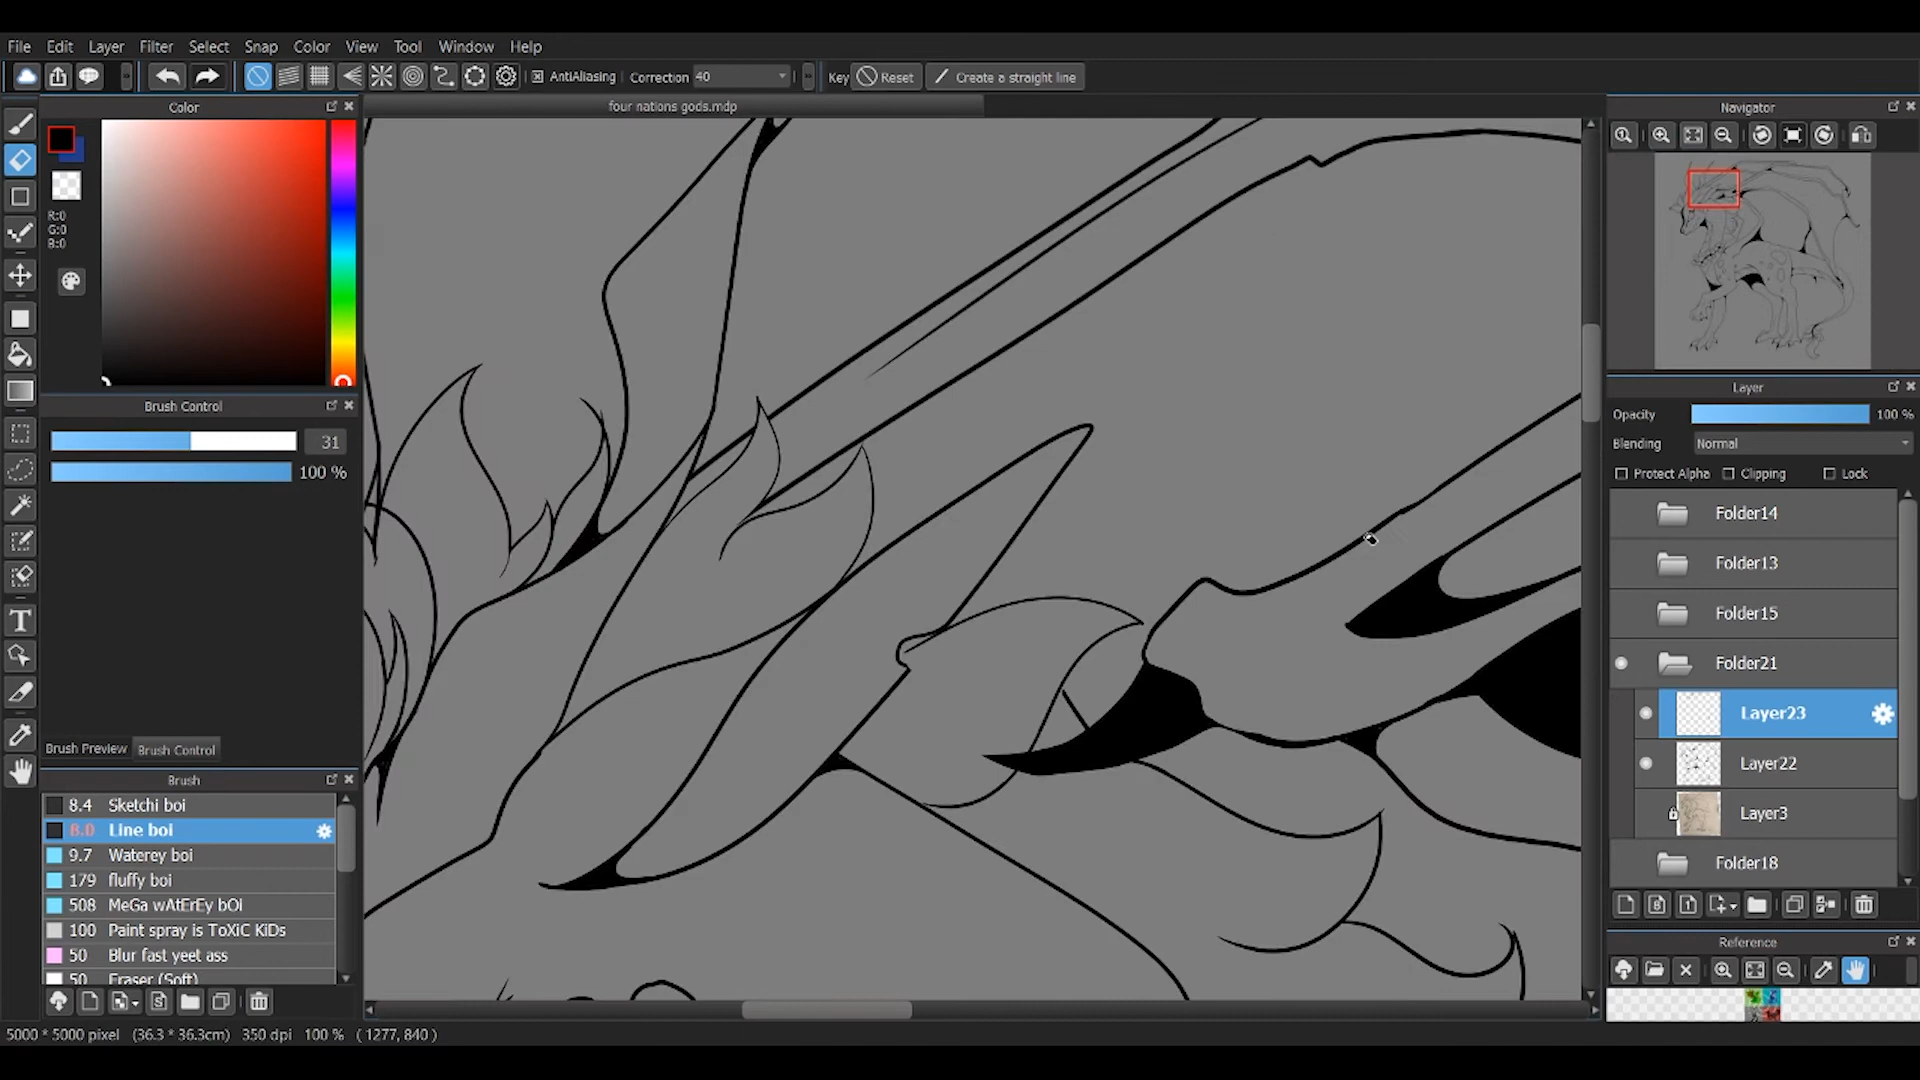 File Edit Layer Filter Select Snap Color View Tool Window Help
AntiAliasing Correction 40 Key Reset Create a straight line
Color
four nations gods.mdp
Navigator
R:0
G:0
B:0
Brush Control
31
100 %
Brush Preview Brush Control
Brush
8.4 Sketchi boi
8.0 Line boi
9.7 Waterey boi
179 fluffy boi
508 MeGa wAtErEy bOi
100 Paint spray is ToXiC KiDs
50 Blur fast yeet ass
50 Eraser (Soft)
Layer
Opacity 100 %
Blending Normal
Protect Alpha Clipping Lock
Folder14
Folder13
Folder15
Folder21
Layer23
Layer22
Layer3
Folder18
Reference
5000 * 5000 pixel (36.3 * 36.3cm) 350 dpi 100 % ( 1277, 840 )